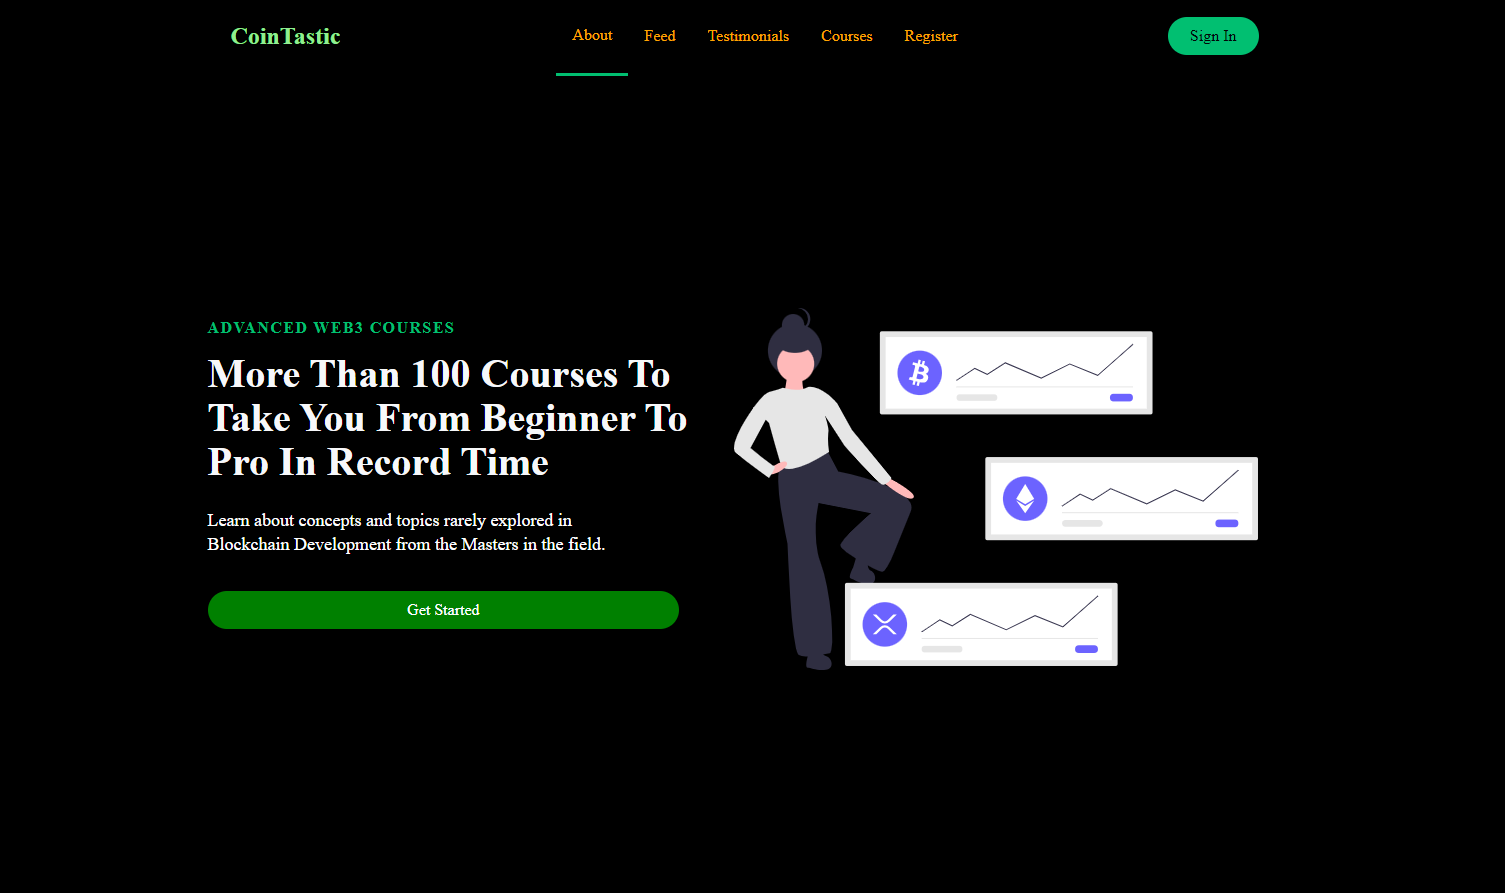 CoinTastic
About
Feed
Testimonials
Courses
Register
Sign In
ADVANCED WEB3 COURSES
More Than 100 Courses To
Take You From Beginner To
Pro In Record Time
Learn about concepts and topics rarely explored in
Blockchain Development from the Masters in the field.
Get Started